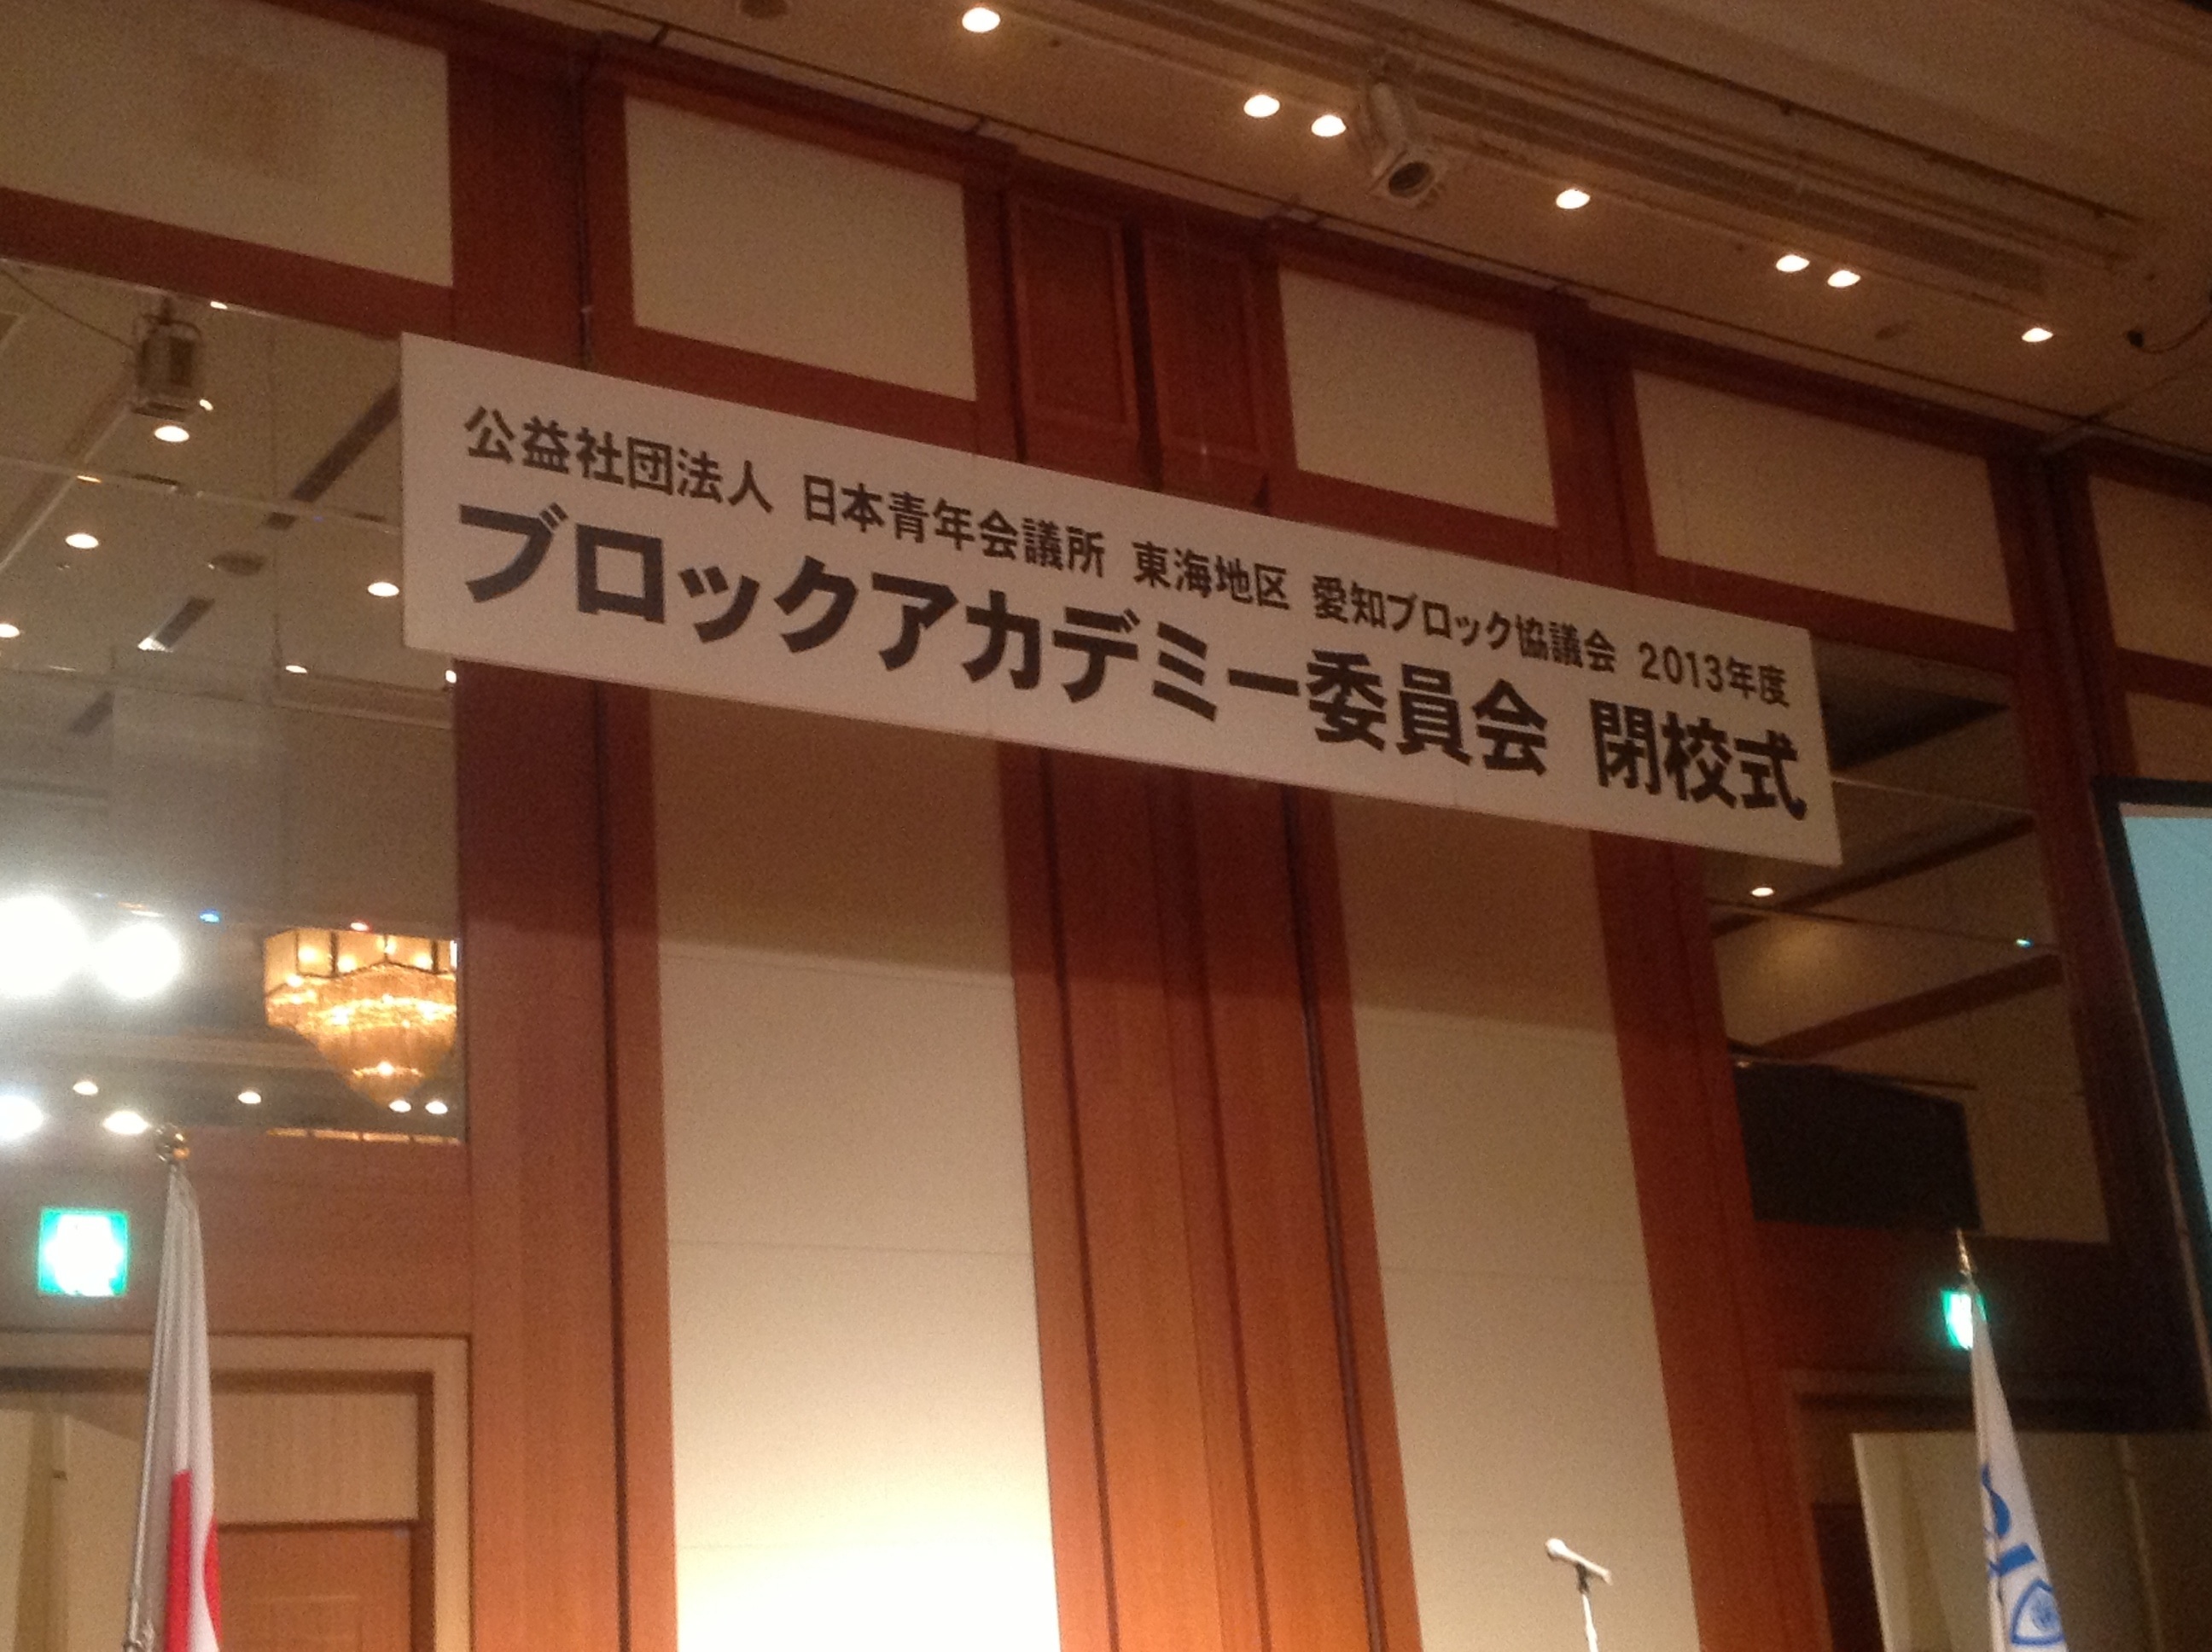 公益社団法人 日本青年会議所 東海地区 愛知ブロック協議会 2013年度
ブロックアカデミー委員会 閉校式